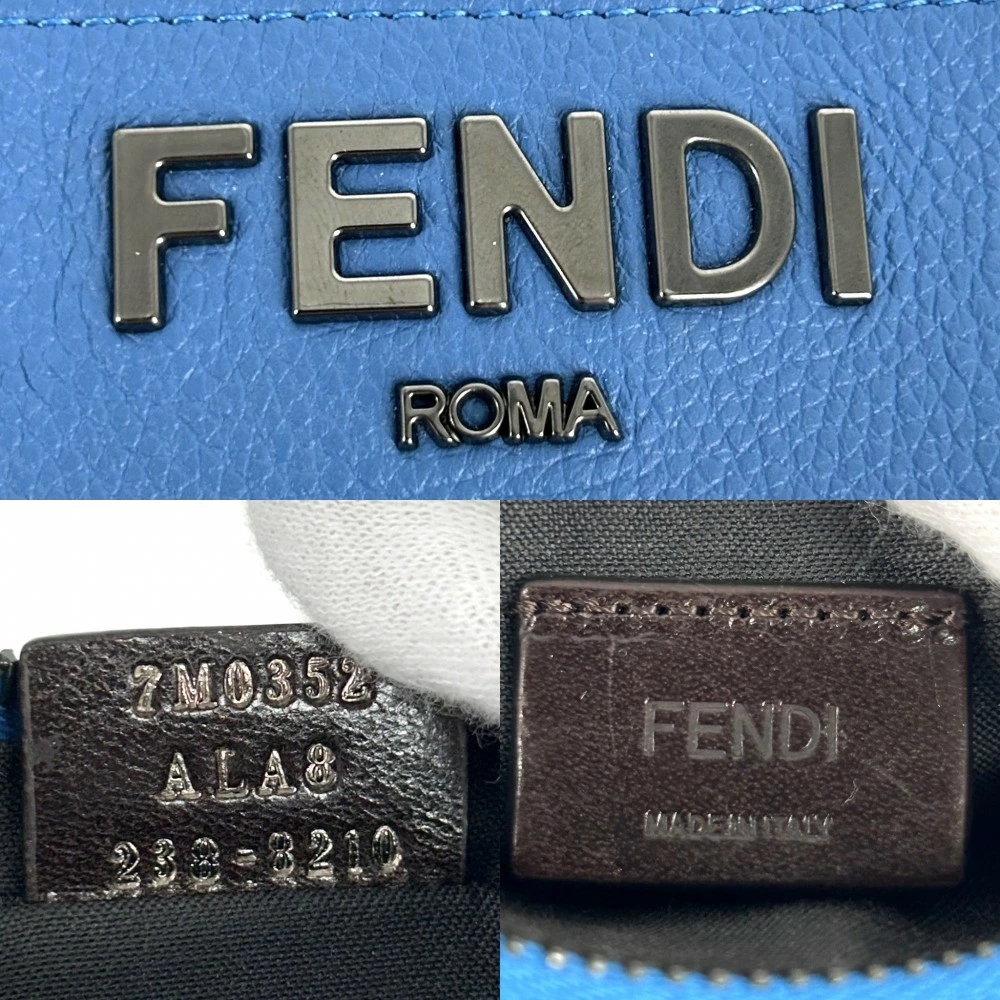 FENDI
ROMA
7M0352
ALA8
238-8210
FENDI
MADE IN ITALY